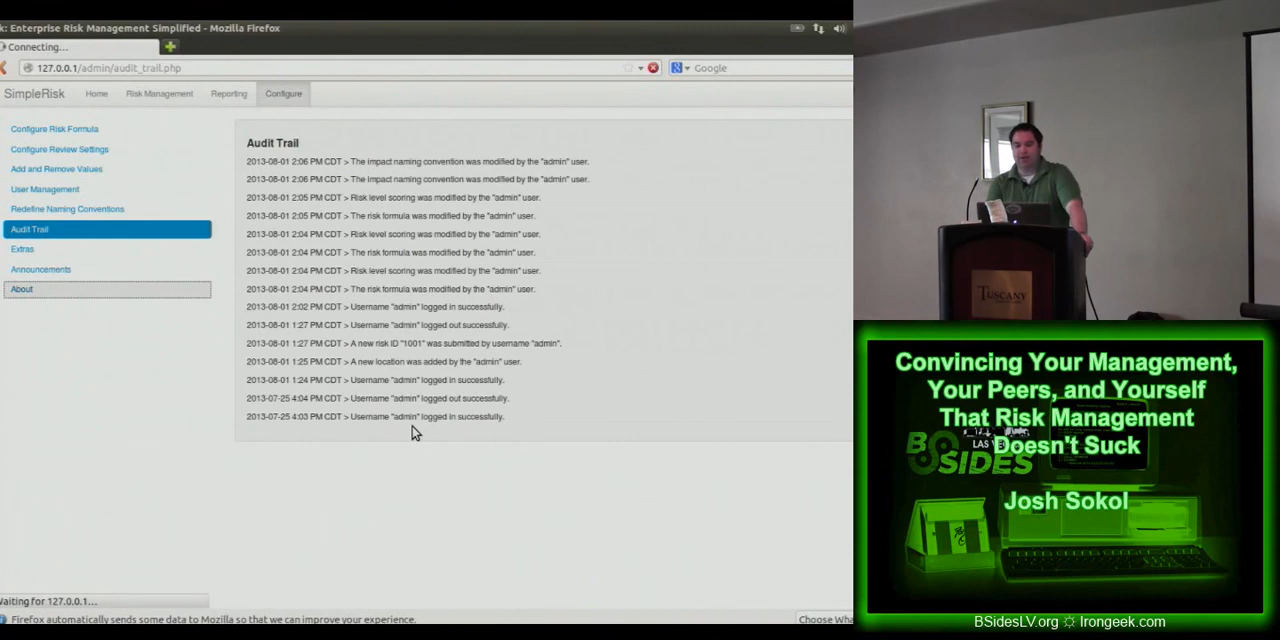 k: Enterprise Risk Management Simplified - Mozilla Firefox
Connecting...
127.0.0.1/admin/audit_trail.php
Google
SimpleRisk Home Risk Management Reporting Configure
Configure Risk Formula
Configure Review Settings
Add and Remove Values
User Management
Redefine Naming Conventions
Audit Trail
Extras
Announcements
About
Audit Trail
2013-08-01 2:06 PM CDT > The impact naming convention was modified by the "admin" user.
2013-08-01 2:06 PM CDT > The impact naming convention was modified by the "admin" user.
2013-08-01 2:05 PM CDT > Risk level scoring was modified by the "admin" user.
2013-08-01 2:05 PM CDT > The risk formula was modified by the "admin" user.
2013-08-01 2:04 PM CDT > Risk level scoring was modified by the "admin" user.
2013-08-01 2:04 PM CDT > The risk formula was modified by the "admin" user.
2013-08-01 2:04 PM CDT > Risk level scoring was modified by the "admin" user.
2013-08-01 2:04 PM CDT > The risk formula was modified by the "admin" user.
2013-08-01 2:02 PM CDT > Username "admin" logged in successfully.
2013-08-01 1:27 PM CDT > Username "admin" logged out successfully.
2013-08-01 1:27 PM CDT > A new risk ID "1001" was submitted by username "admin".
2013-08-01 1:25 PM CDT > A new location was added by the "admin" user.
2013-08-01 1:24 PM CDT > Username "admin" logged in successfully.
2013-07-25 4:04 PM CDT > Username "admin" logged out successfully.
2013-07-25 4:03 PM CDT > Username "admin" logged in successfully.
Waiting for 127.0.0.1...
Firefox automatically sends some data to Mozilla so that we can improve your experience.
Choose Wha
TUSCANY
Convincing Your Management,
Your Peers, and Yourself
That Risk Management
Doesn't Suck
LAS
BSIDES
Josh Sokol
BSidesLV.org ☼ Irongeek.com